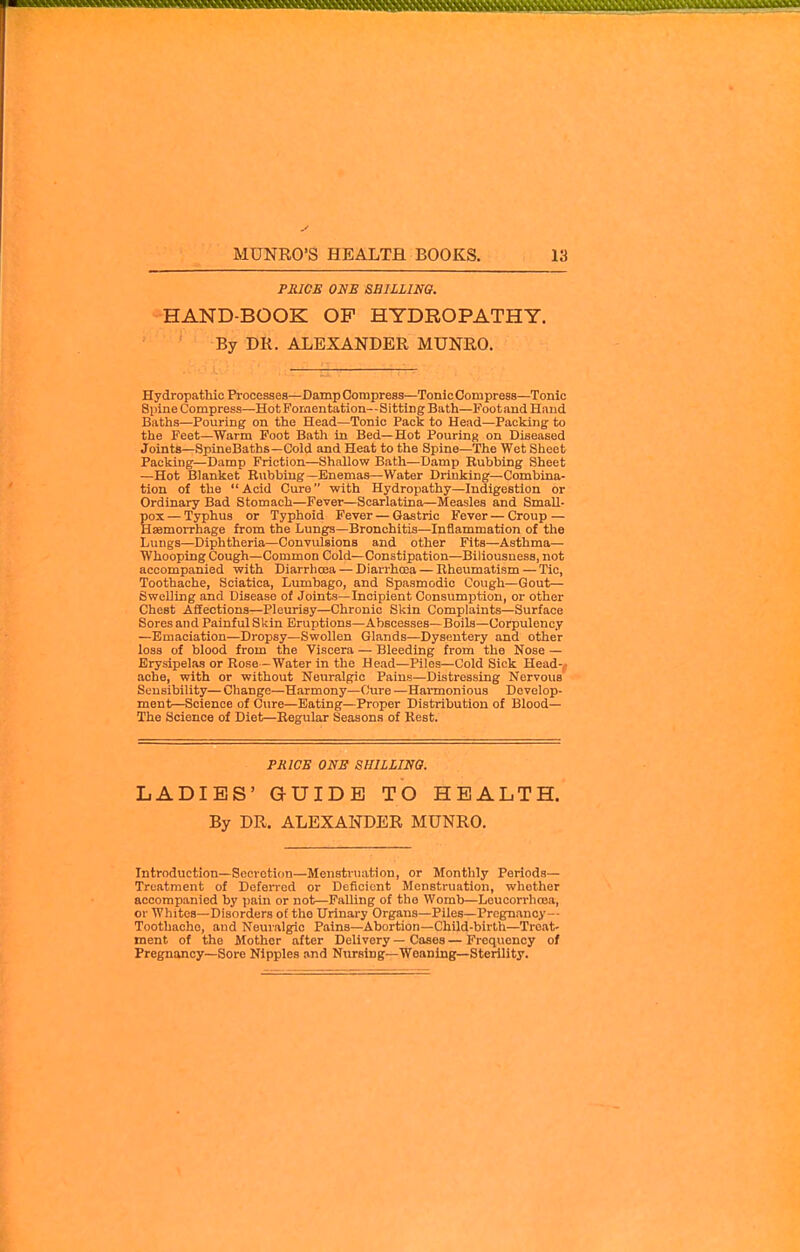 MUNRO'S HEALTH BOOKS. 13
PRICE ONE SHILLING.
HAND-BOOK OF HYDROPATHY.
By DR. ALEXANDER MUNRO.
Hydropathic Processes—Damp Compress—Tonic Compress—Tonic
Spine Compress—Hot Fomentation--Sitting Bath—Foot and Hand
Baths—Pouring on the Head—Tonic Pack to Head—Packing to
the Feet—Warm Foot Bath in Bed—Hot Pouring on Diseased
Joints—SpineBaths—Cold and Heat to the Spine—The Wet Sheet
Packing—Damp Friction—Shallow Bath—Damp Rubbing Sheet
—Hot Blanket Rubbing—Enemas—Water Drinking—Combina-
tion of the "Acid Cure" with Hydropathy—Indigestion or
Ordinary Bad Stomach—Fever—Scarlatina—Measles and Small-
pox — Typhus or Typhoid Fever — Gastric Fever — Croup —
Hæmorrhage from the Lungs—Bronchitis—Inflammation of the
Lungs—Diphtheria—Convulsions and other Fits—Asthma—
Whooping Cough—Common Cold—Constipation—Biliousness, not
accompanied with Diarrhœa — Diarrhœa — Rheumatism — Tic,
Toothache, Sciatica, Lumbago, and Spasmodic Cough—Gout—
Swelling and Disease of Joints—Incipient Consumption, or other
Chest Affections—Pleurisy—Chronic Skin Complaints—Surface
Sores and Painful Skin Eruptions—Abscesses—Boils—Corpulency
—Emaciation—Dropsy—Swollen Glands—Dysentery and other
loss of blood from the Viscera — Bleeding from the Nose —
Erysipelas or Rose—Water in the Head—Piles—Cold Sick Head-
ache, with or without Neuralgic Pains—Distressing Nervous
Sensibility—Change—Harmony—Cure—Harmonious Develop-
ment—Science of Cure—Eating—Proper Distribution of Blood—
The Science of Diet—Regular Seasons of Rest.
PRICE ONE SHILLING.
LADIES' GUIDE TO HEALTH.
By DR. ALEXANDER MUNRO.
Introduction—Secretion—Menstruation, or Monthly Periods—
Treatment of Deferred or Deficient Menstruation, whether
accompanied by pain or not—Falling of the Womb—Leucorrhœa,
or Whites—Disorders of the Urinary Organs—Piles—Pregnancy--
Toothache, and Neuralgic Pains—Abortion—Child-birth—Treat-
ment of the Mother after Delivery — Cases — Frequency of
Pregnancy—Sore Nipples and Nursing—Weaning—Sterility.